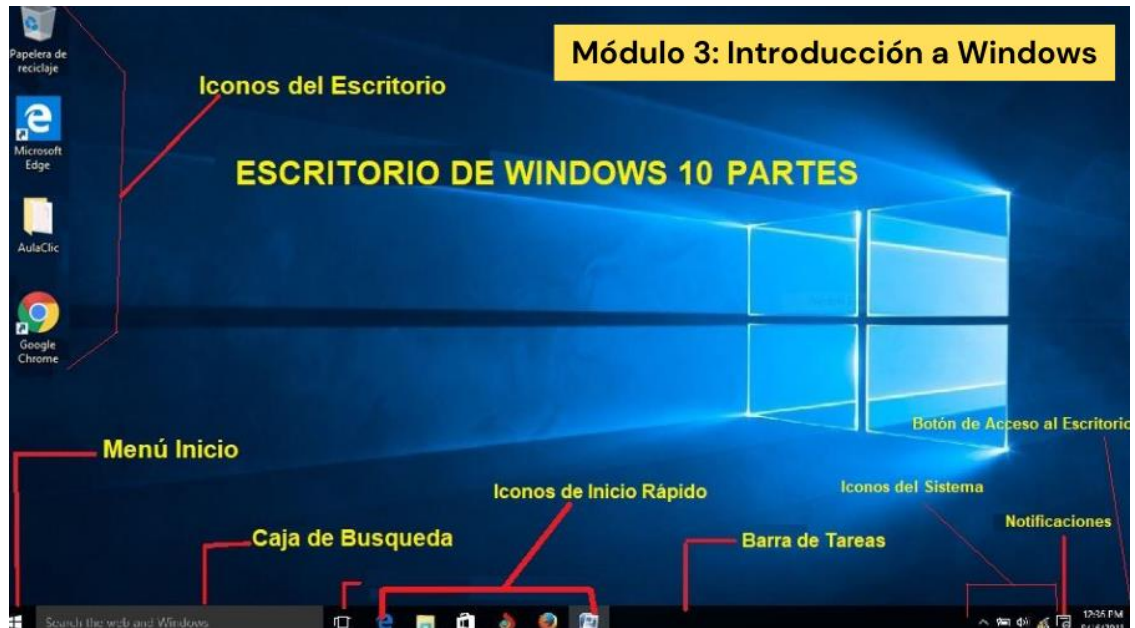 Papelera de
reciclaje
Módulo 3: Introducción a Windows
Iconos del Escritorio
Microsoft
Edge
ESCRITORIO DE WINDOWS 10 PARTES
AulaClic
Google
Chrome
Botón de Acceso al Escritorio
Menú Inicio
Iconos de Inicio Rápido
Iconos del Sistema
Notificaciones
Caja de Busqueda
Barra de Tareas
Search the web and Windows
12:35 PM